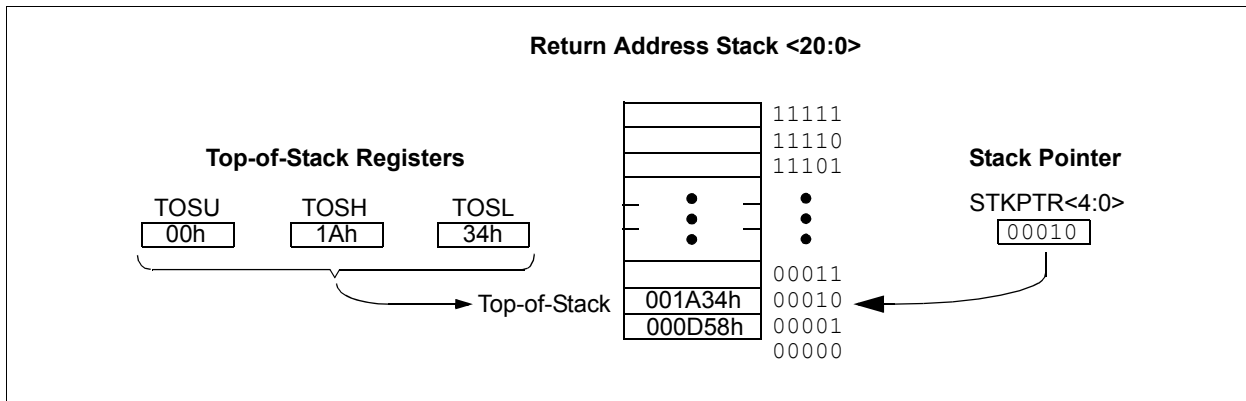 Return Address Stack <20:0>
11111
11110
Top-of-Stack Registers
11101
Stack Pointer
TOSU TOSH TOSL
STKPTR<4:0>
00h 1Ah 34h
00010
00011
Top-of-Stack 001A34h 00010
000D58h 00001
00000